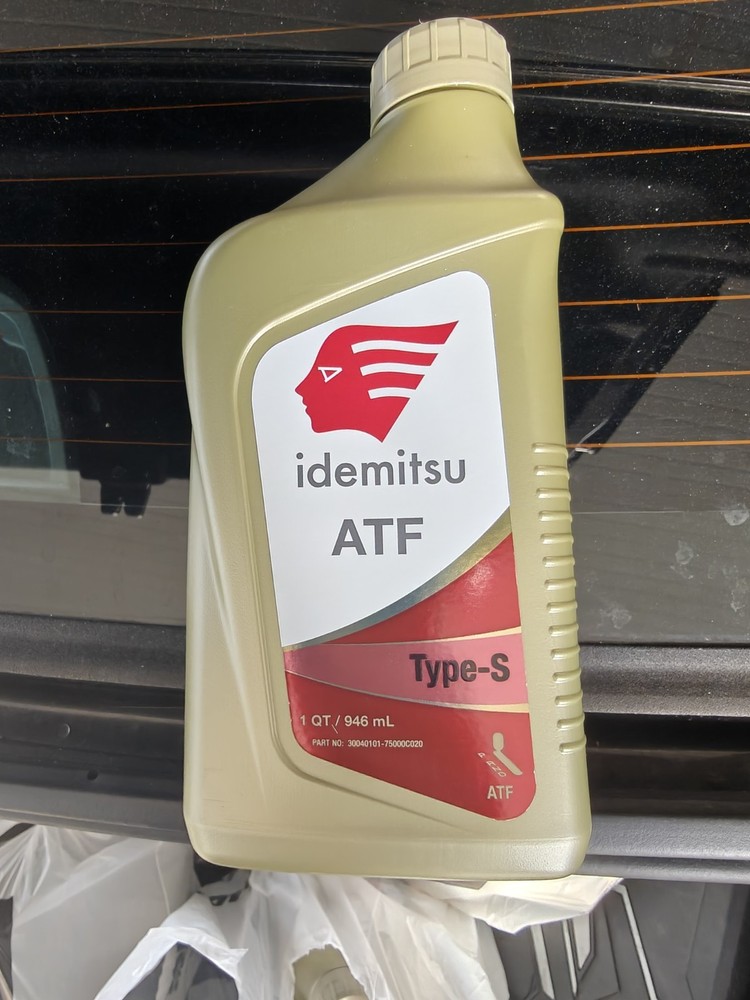 idemitsu
ATF
Type-S
1 QT / 946 mL
PART NO: 30040101-75000C020
ATF